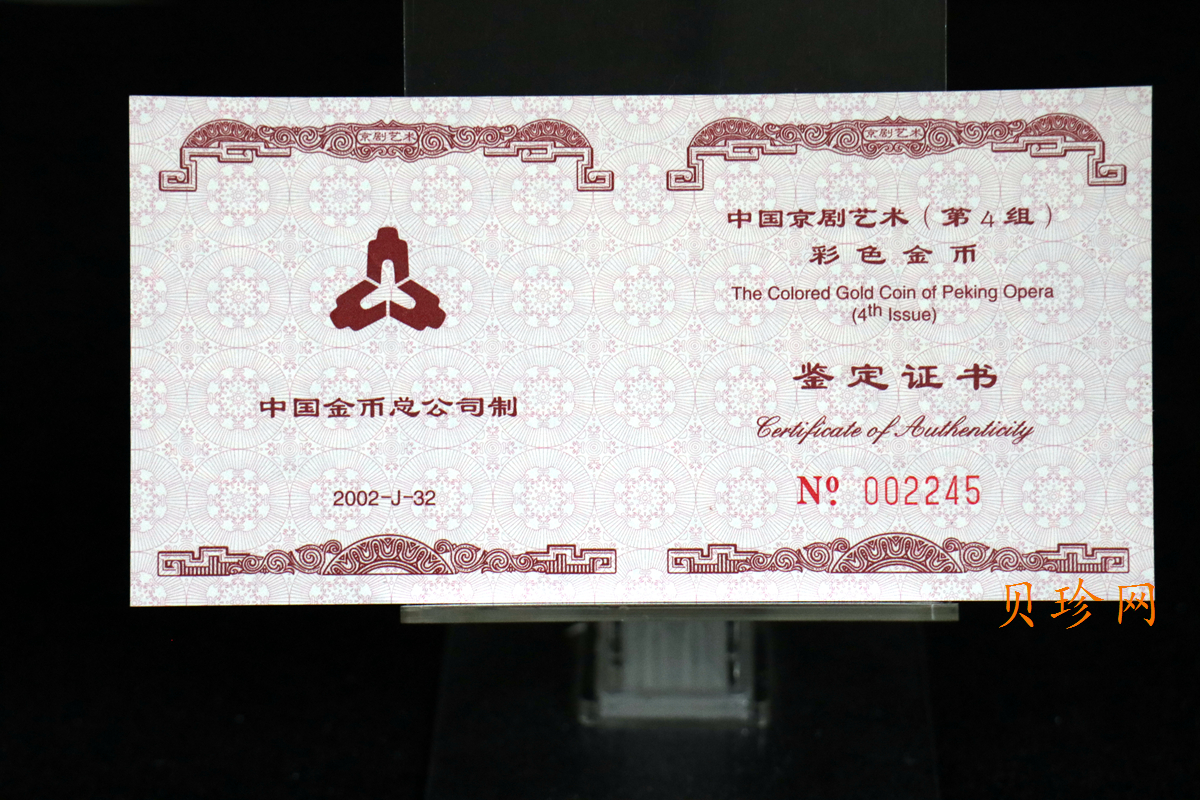 京剧艺术
中国金币总公司制
2002-J-32
京剧艺术
中国京剧艺术(第4组)
彩色金币
The Colored Gold Coin of Peking Opera
(4th Issue)
鉴定证书
Certificate of Authenticity
Nº. 002245
贝珍网